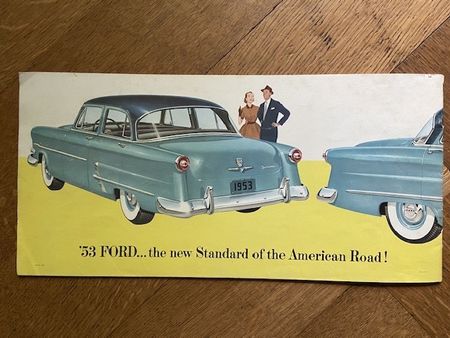 1953
'53 FORD...the new Standard of the American Road!